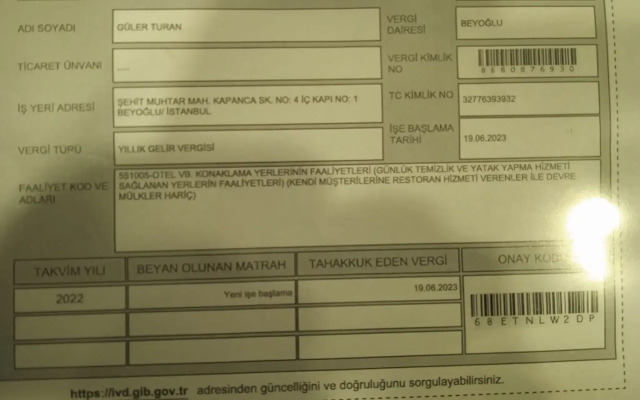 ADI SOYADI
GÜLER TURAN
VERGİ DAİRESİ
BEYOĞLU
TİCARET ÜNVANI
.....
VERGİ KİMLİK NO
8680876930
İŞ YERİ ADRESİ
ŞEHİT MUHTAR MAH. KAPANCA SK. NO: 4 İÇ KAPI NO: 1
BEYOĞLU/ İSTANBUL
TC KİMLİK NO
32776393932
VERGİ TÜRÜ
YILLIK GELİR VERGİSİ
İŞE BAŞLAMA TARİHİ
19.06.2023
FAALİYET KOD VE ADLARI
551005-OTEL VB. KONAKLAMA YERLERİNİN FAALİYETLERİ (GÜNLÜK TEMİZLİK VE YATAK YAPMA HİZMETİ
SAĞLANAN YERLERİN FAALİYETLERİ) (KENDİ MÜŞTERİLERİNE RESTORAN HİZMETİ VERENLER İLE DEVRE
MÜLKLER HARİÇ)
TAKVİM YILI
BEYAN OLUNAN MATRAH
TAHAKKUK EDEN VERGİ
ONAY
2022
Yeni işe başlama
19.06.2023
68ETNLW2DP
https://ivd.gib.gov.tr adresinden güncelliğini ve doğruluğunu sorgulayabilirsiniz.